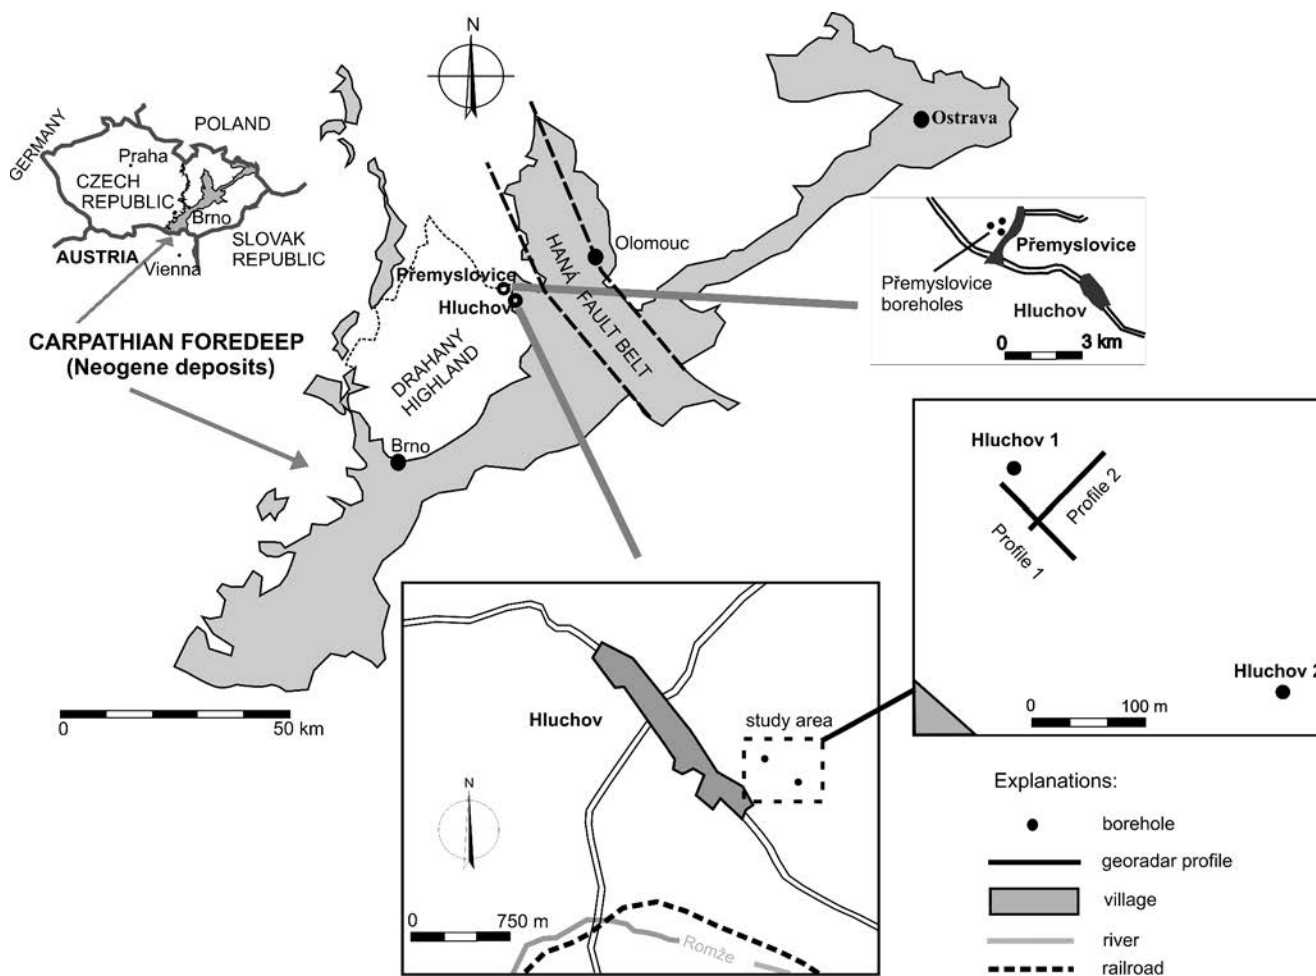 N
GERMANY
POLAND
Praha
CZECH
REPUBLIC
Brno
SLOVAK
REPUBLIC
AUSTRIA
Vienna
CARPATHIAN FOREDEEP
(Neogene deposits)
Ostrava
Olomouc
HANÁ FAULT BELT
Přemyslovice
Hluchov
DRAHANY
HIGHLAND
Brno
0 50 km
Přemyslovice
Přemyslovice
boreholes
Hluchov
0 3 km
Hluchov 1
Profile 2
Profile 1
Hluchov 2
0 100 m
Hluchov
study area
N
0 750 m
Romže
Explanations:
borehole
georadar profile
village
river
railroad